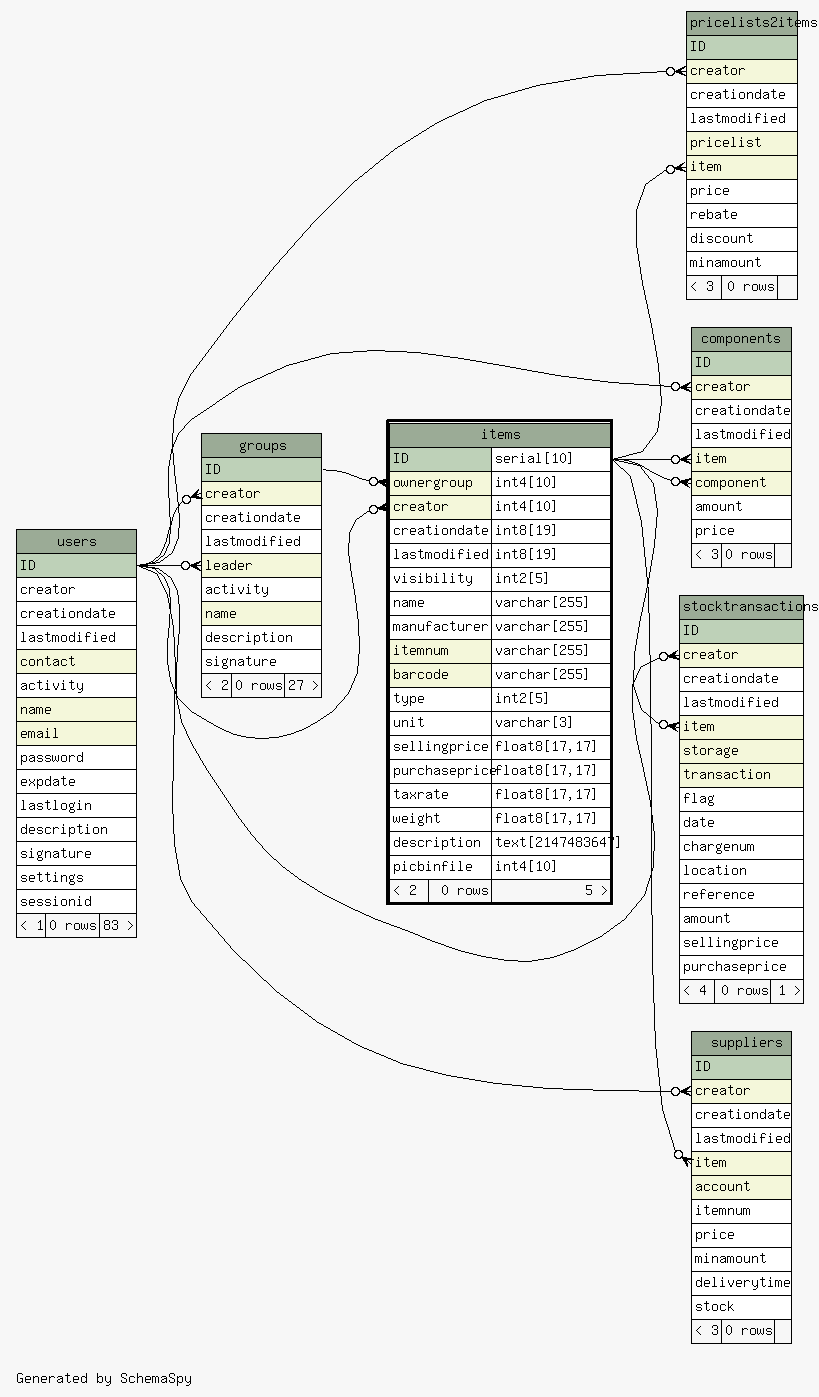 pricelists2items
ID
creator
creationdate
lastmodified
pricelist
item
price
rebate
discount
minamount
< 3 0 rows
components
ID
creator
creationdate
lastmodified
item
component
amount
price
< 3 0 rows
groups
ID
creator
creationdate
lastmodified
leader
activity
name
description
signature
< 2 0 rows 27 >
items
ID serial[10]
ownergroup int4[10]
creator int4[10]
creationdate int8[19]
lastmodified int8[19]
visibility int2[5]
name varchar[255]
manufacturer varchar[255]
itemnum varchar[255]
barcode varchar[255]
type int2[5]
unit varchar[3]
sellingprice float8[17,17]
purchaseprice float8[17,17]
taxrate float8[17,17]
weight float8[17,17]
description text[2147483647]
picbinfile int4[10]
< 2 0 rows 5 >
users
ID
creator
creationdate
lastmodified
contact
activity
name
email
password
expdate
lastlogin
description
signature
settings
sessionid
< 1 0 rows 83 >
stocktransactions
ID
creator
creationdate
lastmodified
item
storage
transaction
flag
date
chargenum
location
reference
amount
sellingprice
purchaseprice
< 4 0 rows 1 >
suppliers
ID
creator
creationdate
lastmodified
item
account
itemnum
price
minamount
deliverytime
stock
< 3 0 rows
Generated by SchemaSpy